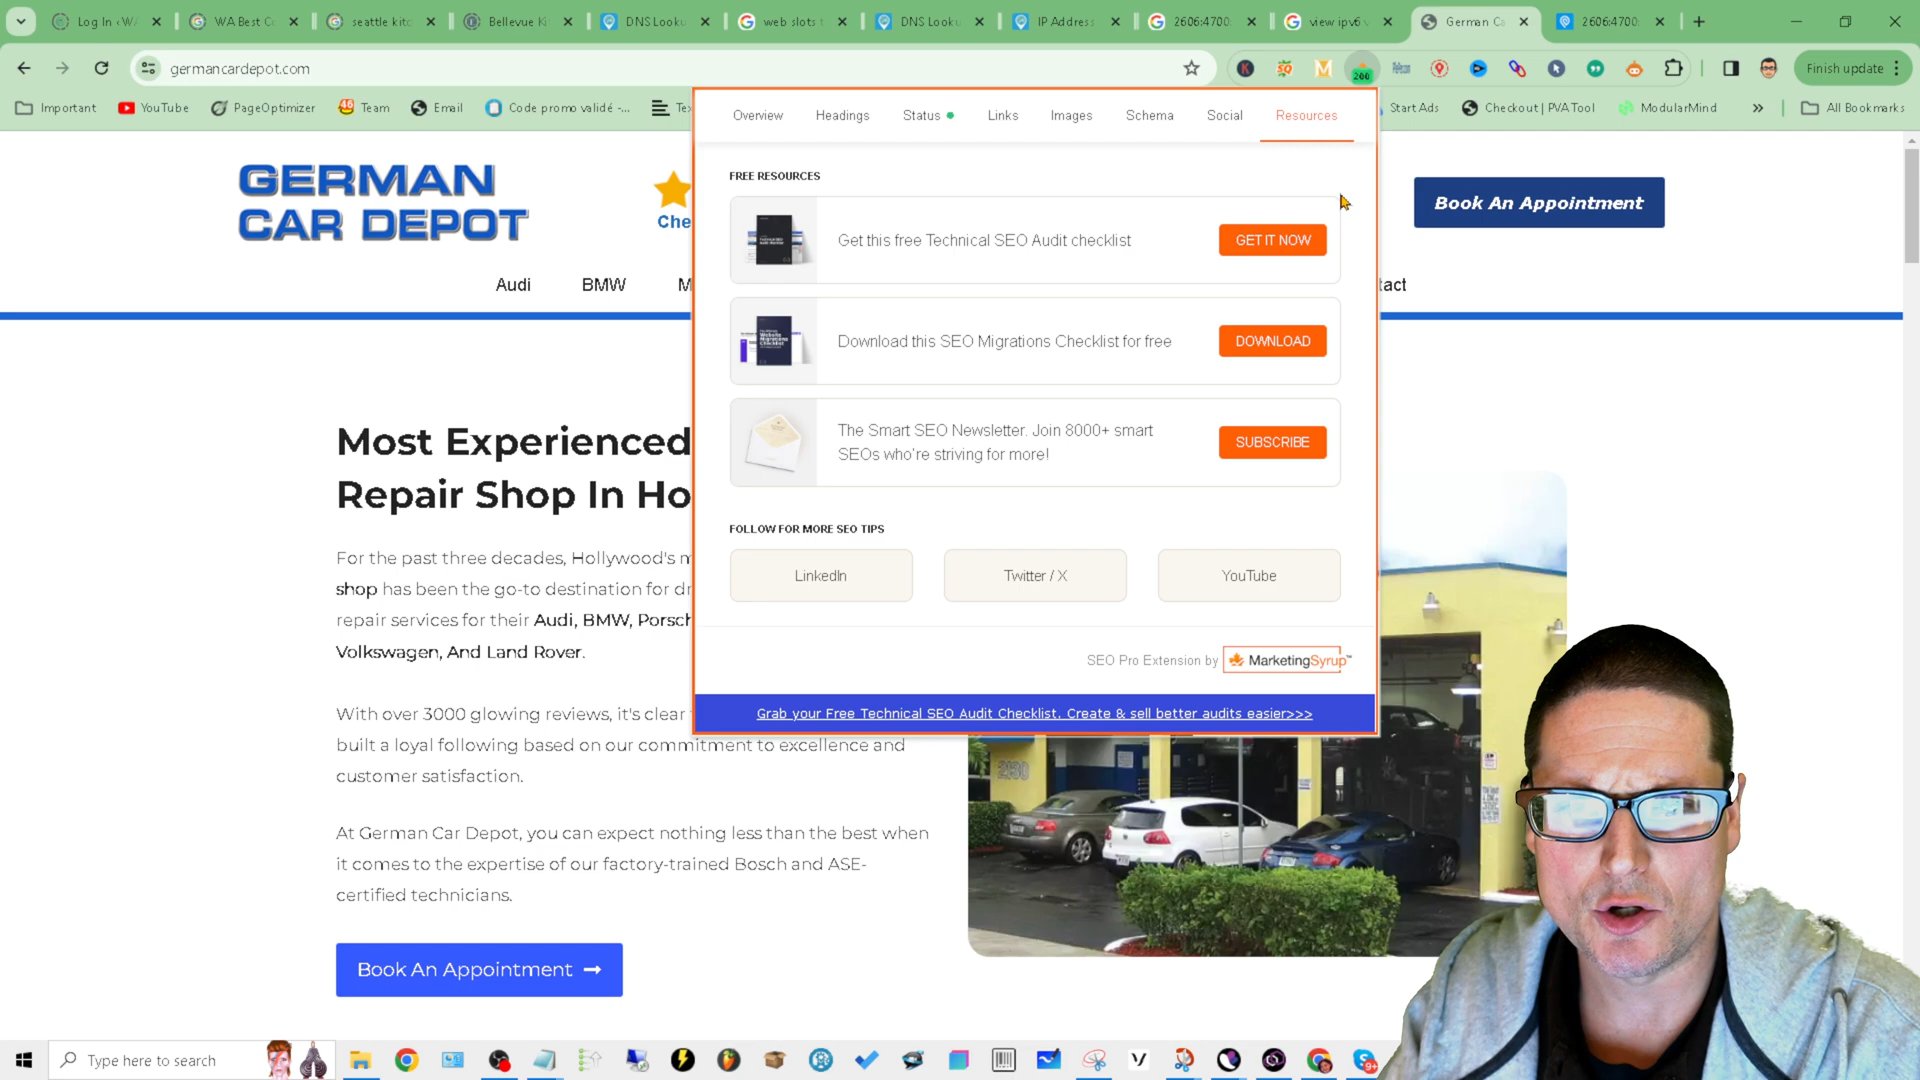 Log In ‹ W
WA Best C
seattle kit
Bellevue Ki
DNS Looku
web slots t
DNS Looku
IP Address
2606:4700:
view ipv6 v
German Ca
2606:4700:
germancardepot.com
200
Finish update
Important
YouTube
PageOptimizer
46
Team
Email
Code promo validé -...
Tex
Start Ads
Checkout | PVA Tool
ModularMind
All Bookmarks
GERMAN
CAR DEPOT
Che
Book An Appointment
Audi
BMW
M
tact
Overview
Headings
Status
Links
Images
Schema
Social
Resources
FREE RESOURCES
Get this free Technical SEO Audit checklist
GET IT NOW
Download this SEO Migrations Checklist for free
DOWNLOAD
The Smart SEO Newsletter. Join 8000+ smart
SEOs who're striving for more!
SUBSCRIBE
FOLLOW FOR MORE SEO TIPS
LinkedIn
Twitter / X
YouTube
SEO Pro Extension by
MarketingSyrup™
Grab your Free Technical SEO Audit Checklist. Create & sell better audits easier>>>
Most Experienced
Repair Shop In Ho
For the past three decades, Hollywood's m
shop has been the go-to destination for dr
repair services for their Audi, BMW, Porsch
Volkswagen, And Land Rover.
With over 3000 glowing reviews, it's clear
built a loyal following based on our commitment to excellence and
customer satisfaction.
At German Car Depot, you can expect nothing less than the best when
it comes to the expertise of our factory-trained Bosch and ASE-
certified technicians.
Book An Appointment
2130
Type here to search